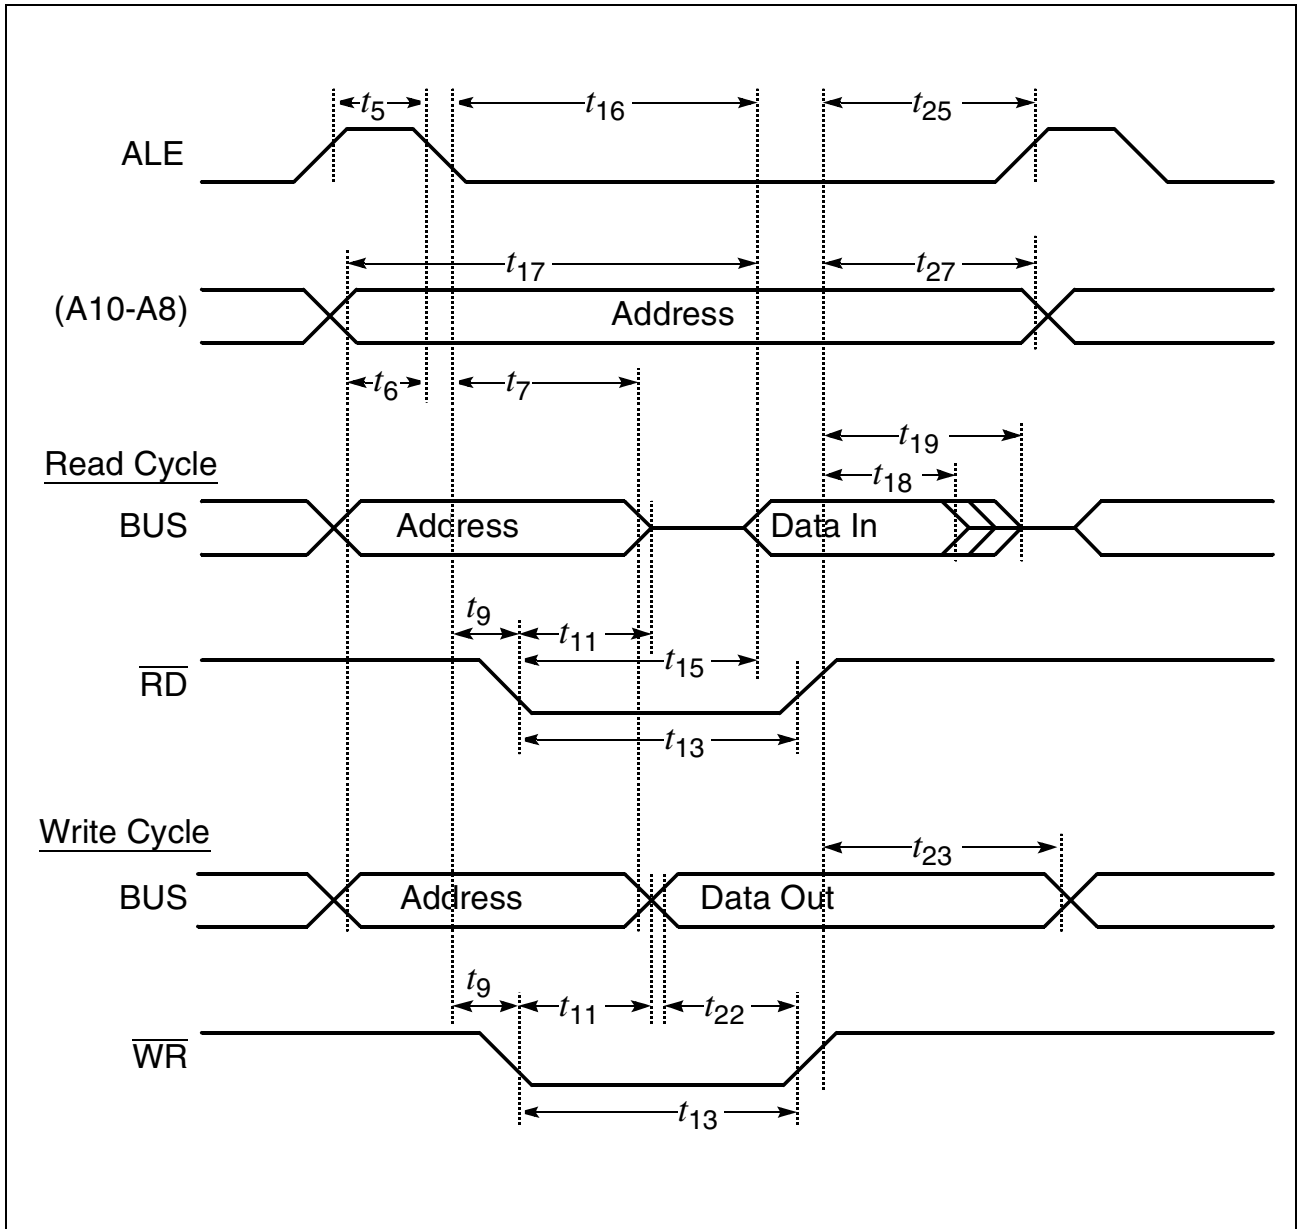 t5
t16
t25
ALE
t17
t27
(A10-A8)
Address
t6
t7
t19
Read Cycle
t18
BUS
Address
Data In
t9
t11
t15
RD
t13
Write Cycle
t23
BUS
Address
Data Out
t9
t11
t22
WR
t13